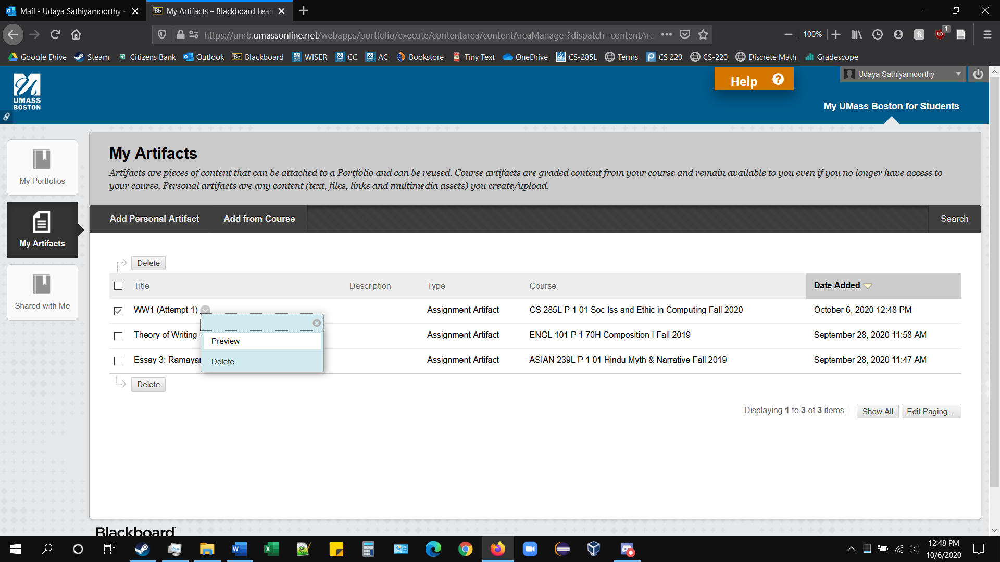 Mail - Udaya Sathiyamoorthy -
My Artifacts – Blackboard Lear
https://umb.umassonline.net/webapps/portfolio/execute/contentarea/contentAreaManager?dispatch=contentAre
100%
1
Google Drive Steam Citizens Bank Outlook Blackboard WISER CC AC Bookstore Tiny Text OneDrive CS-285L Terms CS 220 CS-220 Discrete Math Gradescope
UMASS
BOSTON
Help ?
Udaya Sathiyamoorthy
My UMass Boston for Students
My Portfolios
My Artifacts
Shared with Me
My Artifacts
Artifacts are pieces of content that can be attached to a Portfolio and can be reused. Course artifacts are graded content from your course and remain available to you even if you no longer have access to
your course. Personal artifacts are any content (text, files, links and multimedia assets) you create/upload.
Add Personal Artifact Add from Course Search
Delete
Title Description Type Course Date Added
WW1 (Attempt 1) Assignment Artifact CS 285L P 1 01 Soc Iss and Ethic in Computing Fall 2020 October 6, 2020 12:48 PM
Theory of Writing Assignment Artifact ENGL 101 P 1 70H Composition I Fall 2019 September 28, 2020 11:58 AM
Essay 3: Ramaya Assignment Artifact ASIAN 239L P 1 01 Hindu Myth & Narrative Fall 2019 September 28, 2020 11:47 AM
Preview
Delete
Delete
Displaying 1 to 3 of 3 items Show All Edit Paging...
Blackboard
12:48 PM
10/6/2020